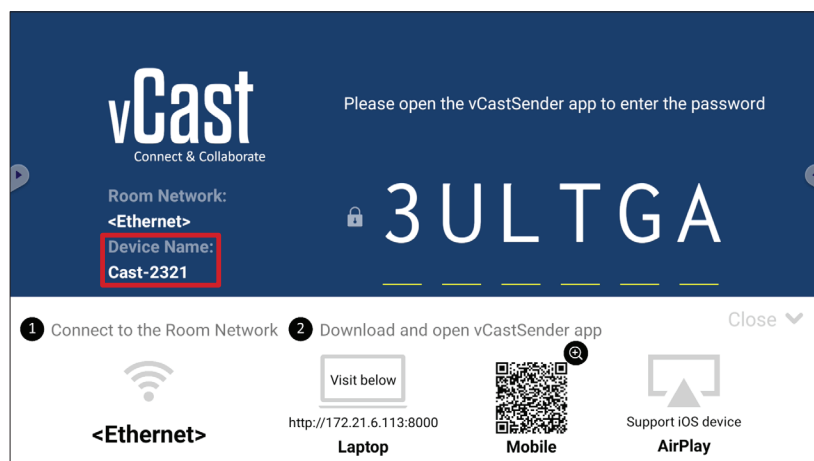 vCast
Connect & Collaborate
Please open the vCastSender app to enter the password
Room Network:
<Ethernet>
Device Name:
Cast-2321
3ULTGA
1 Connect to the Room Network
2 Download and open vCastSender app
Close
<Ethernet>
Visit below
http://172.21.6.113:8000
Laptop
Mobile
Support iOS device
AirPlay